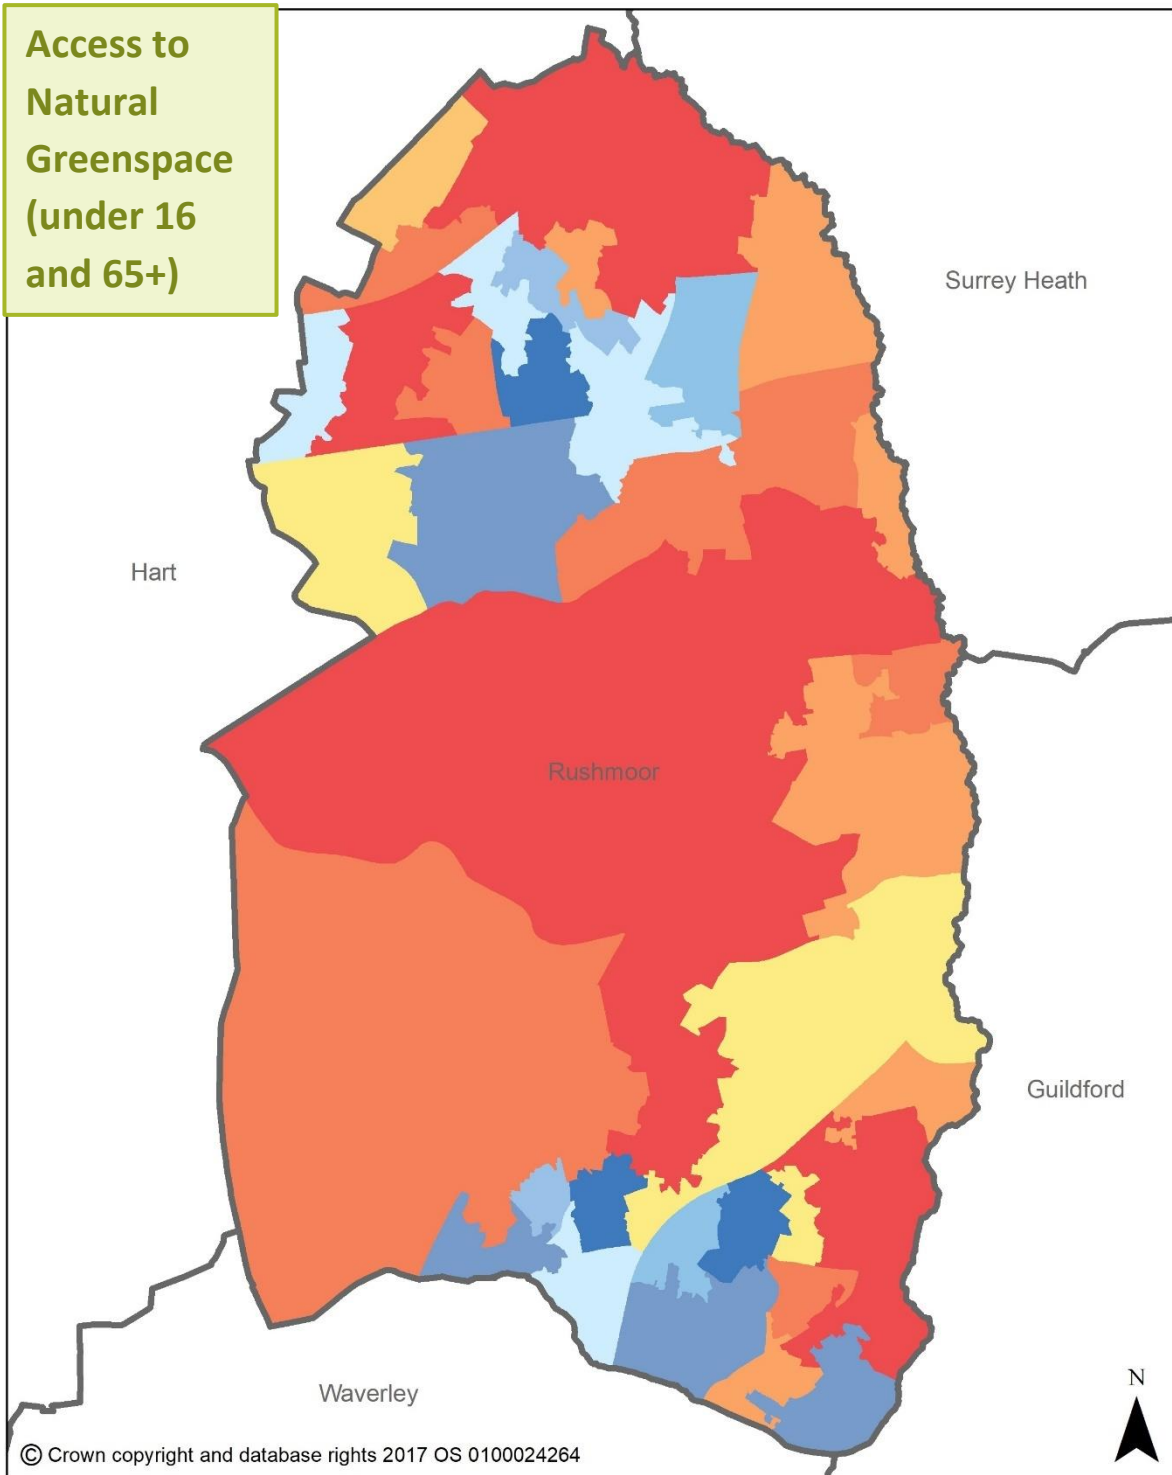 Access to
Natural
Greenspace
(under 16
and 65+)
Surrey Heath
Hart
Rushmoor
Guildford
Waverley
N
© Crown copyright and database rights 2017 OS 0100024264